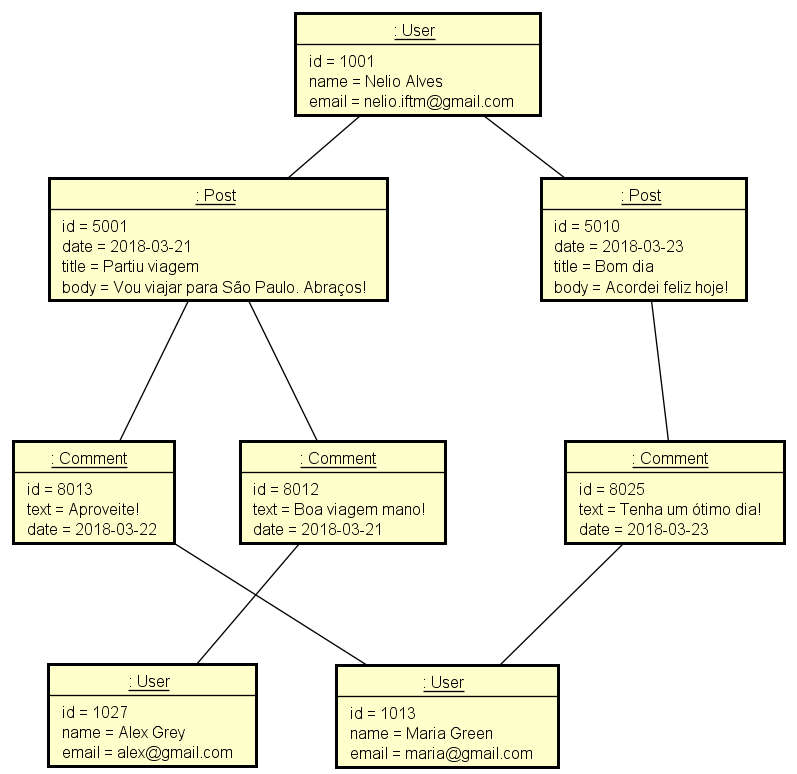 : User
id = 1001
name = Nelio Alves
email = nelio.iftm@gmail.com
: Post
id = 5001
date = 2018-03-21
title = Partiu viagem
body = Vou viajar para São Paulo. Abraços!
: Post
id = 5010
date = 2018-03-23
title = Bom dia
body = Acordei feliz hoje!
: Comment
id = 8013
text = Aproveite!
date = 2018-03-22
: Comment
id = 8012
text = Boa viagem mano!
date = 2018-03-21
: Comment
id = 8025
text = Tenha um ótimo dia!
date = 2018-03-23
: User
id = 1027
name = Alex Grey
email = alex@gmail.com
: User
id = 1013
name = Maria Green
email = maria@gmail.com